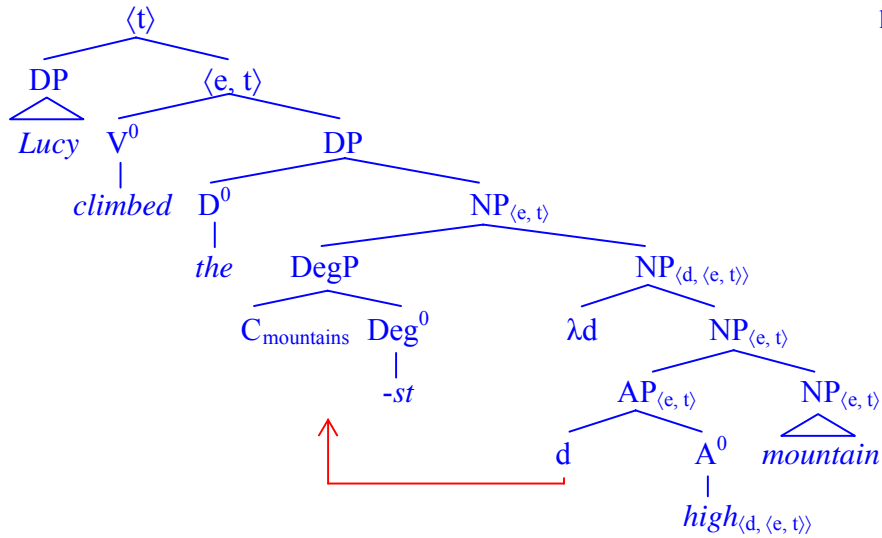 ⟨t⟩
DP ⟨e, t⟩
Lucy V⁰ DP
climbed D⁰ NP⟨e, t⟩
the DegP NP⟨d, ⟨e, t⟩⟩
Cmountains Deg⁰ λd NP⟨e, t⟩
-st AP⟨e, t⟩ NP⟨e, t⟩
d A⁰ mountain
high⟨d, ⟨e, t⟩⟩